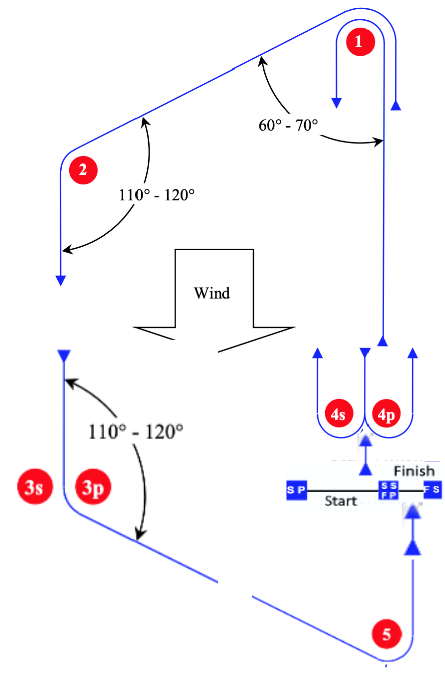 1
60° - 70°
2
110° - 120°
Wind
4s
4p
110° - 120°
Finish
3s
3p
S P
S S
F P
F S
Start
5